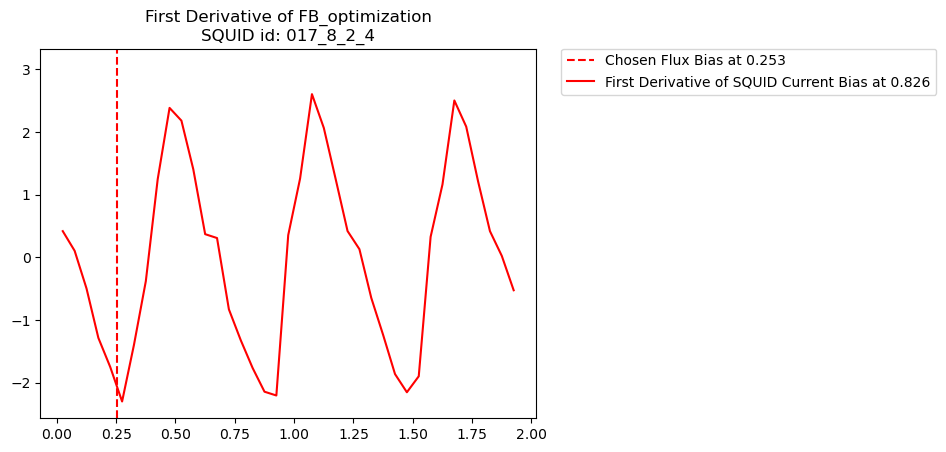 First Derivative of FB_optimization
SQUID id: 017_8_2_4
Chosen Flux Bias at 0.253
First Derivative of SQUID Current Bias at 0.826
3
2
1
0
−1
−2
0.00 0.25 0.50 0.75 1.00 1.25 1.50 1.75 2.00